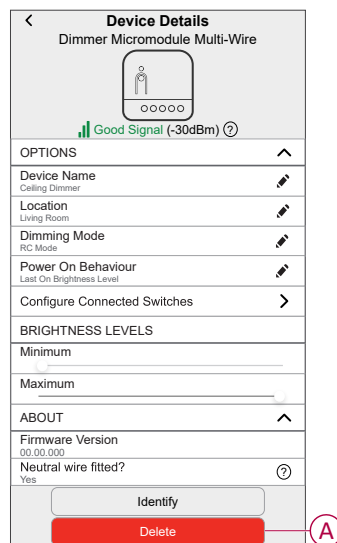 Device Details
Dimmer Micromodule Multi-Wire
Good Signal (-30dBm) ?
OPTIONS
Device Name
Ceiling Dimmer
Location
Living Room
Dimming Mode
RC Mode
Power On Behaviour
Last On Brightness Level
Configure Connected Switches
BRIGHTNESS LEVELS
Minimum
Maximum
ABOUT
Firmware Version
00.00.000
Neutral wire fitted?
Yes
?
Identify
Delete
A